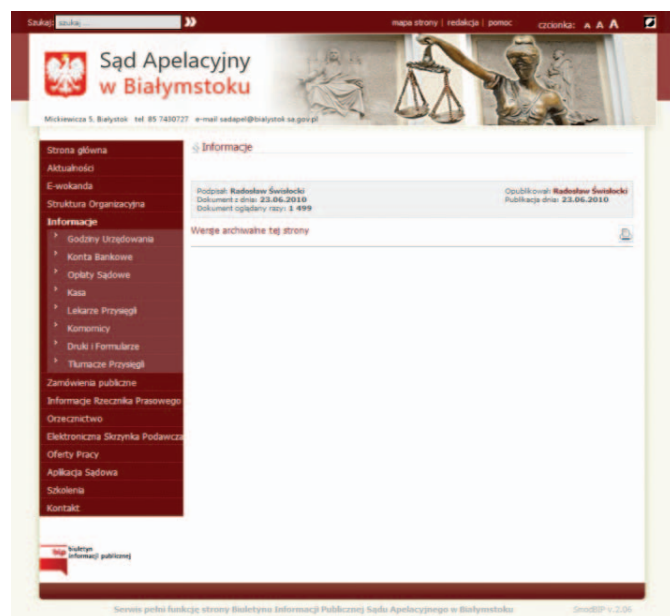 Szukaj: szukaj ...
mapa strony | redakcja | pomoc czcionka: A A A
Sąd Apelacyjny
w Białymstoku
Mickiewicza 5, Białystok tel. 85 7430727 e-mail sadapel@bialystok.sa.gov.pl
Strona główna
Aktualności
E-wokanda
Struktura Organizacyjna
Informacje
Godziny Urzędowania
Konta Bankowe
Opłaty Sądowe
Kasa
Lekarze Przysięgli
Komornicy
Druki i Formularze
Tłumacze Przysięgli
Zamówienia publiczne
Informacje Rzecznika Prasowego
Orzecznictwo
Elektroniczna Skrzynka Podawcza
Oferty Pracy
Aplikacja Sądowa
Szkolenia
Kontakt
Informacje
Podpisał: Radosław Świsłocki
Dokument z dnia: 23.06.2010
Dokument oglądany razy: 1 499
Opublikował: Radosław Świsłocki
Publikacja dnia: 23.06.2010
Wersje archiwalne tej strony
bip biuletyn
informacji publicznej
Serwis pełni funkcję strony Biuletynu Informacji Publicznej Sądu Apelacyjnego w Białymstoku
SmodBIP v.2.06